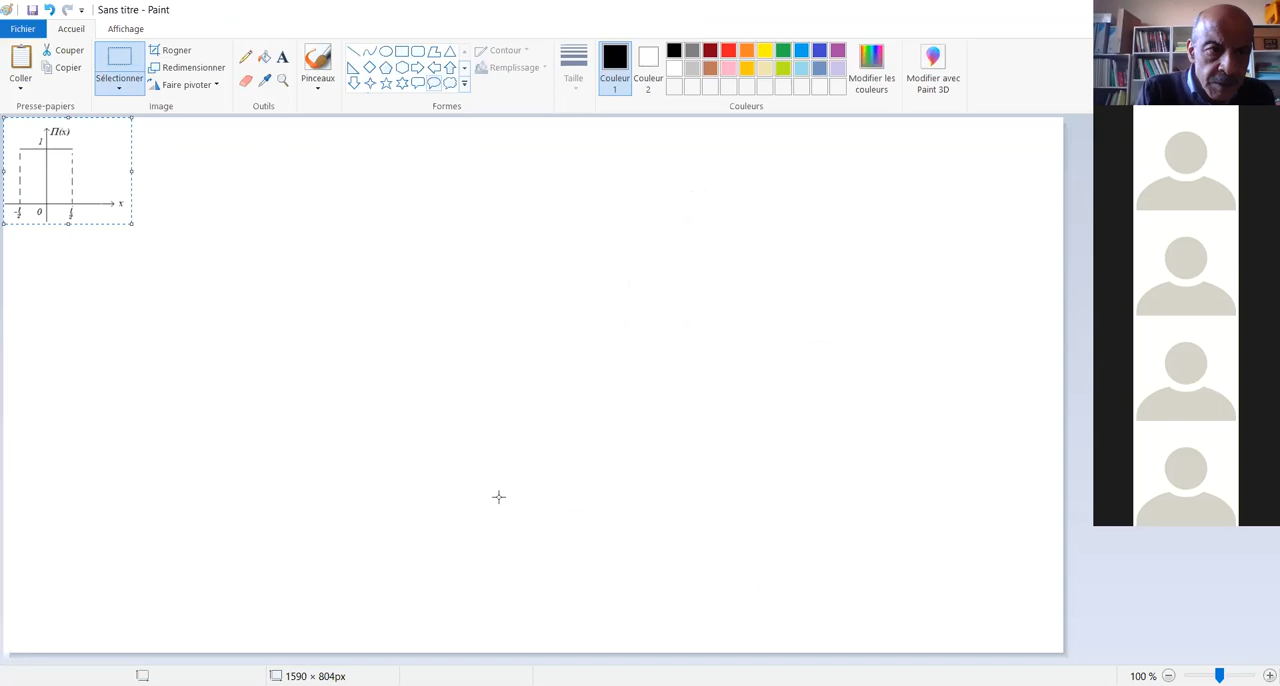 Sans titre - Paint
Fichier Accueil Affichage
Coller
Couper
Copier
Presse-papiers
Sélectionner
Rogner
Redimensionner
Faire pivoter
Image
Outils
Pinceaux
Contour
Remplissage
Formes
Taille
Couleur 1
Couleur 2
Modifier les couleurs
Couleurs
Modifier avec Paint 3D
Π(x)
1
0
x
1590 × 804px
100 %